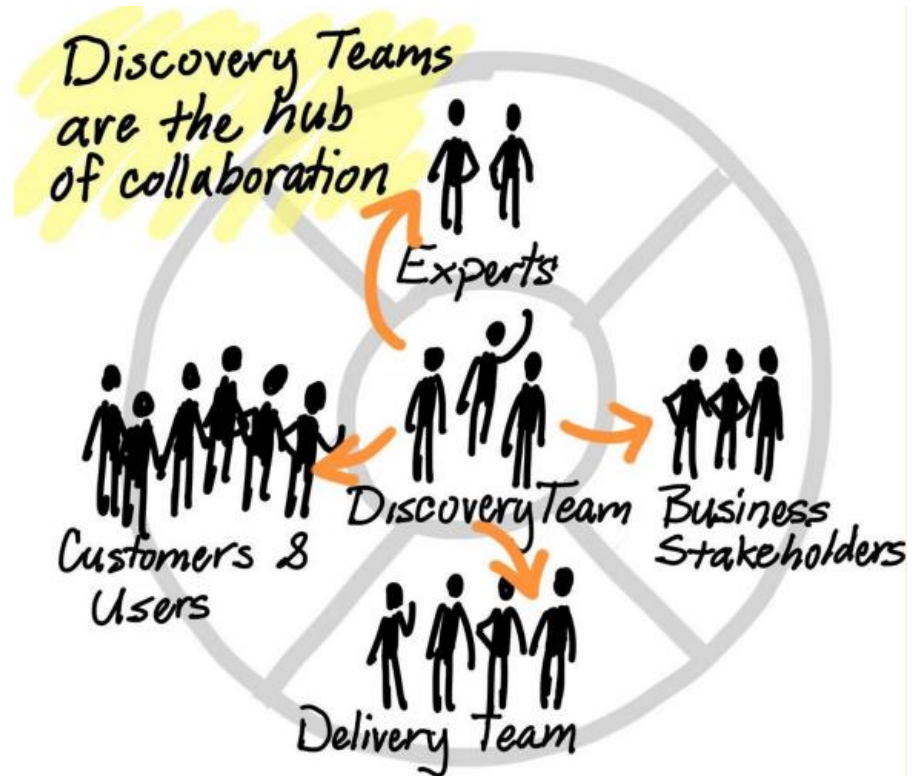 Discovery Teams
are the hub
of collaboration
Experts
Discovery Team
Business
Stakeholders
Customers &
Users
Delivery Team